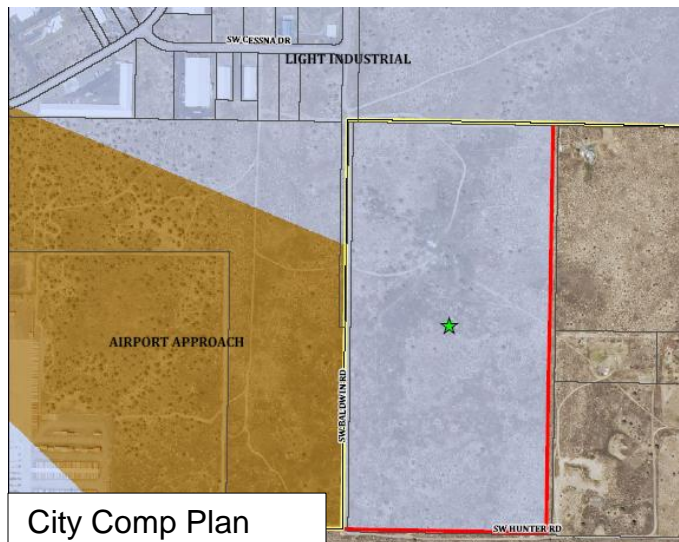 SW CESSNA DR
LIGHT INDUSTRIAL
AIRPORT APPROACH
SW BALDWIN RD
SW HUNTER RD
City Comp Plan